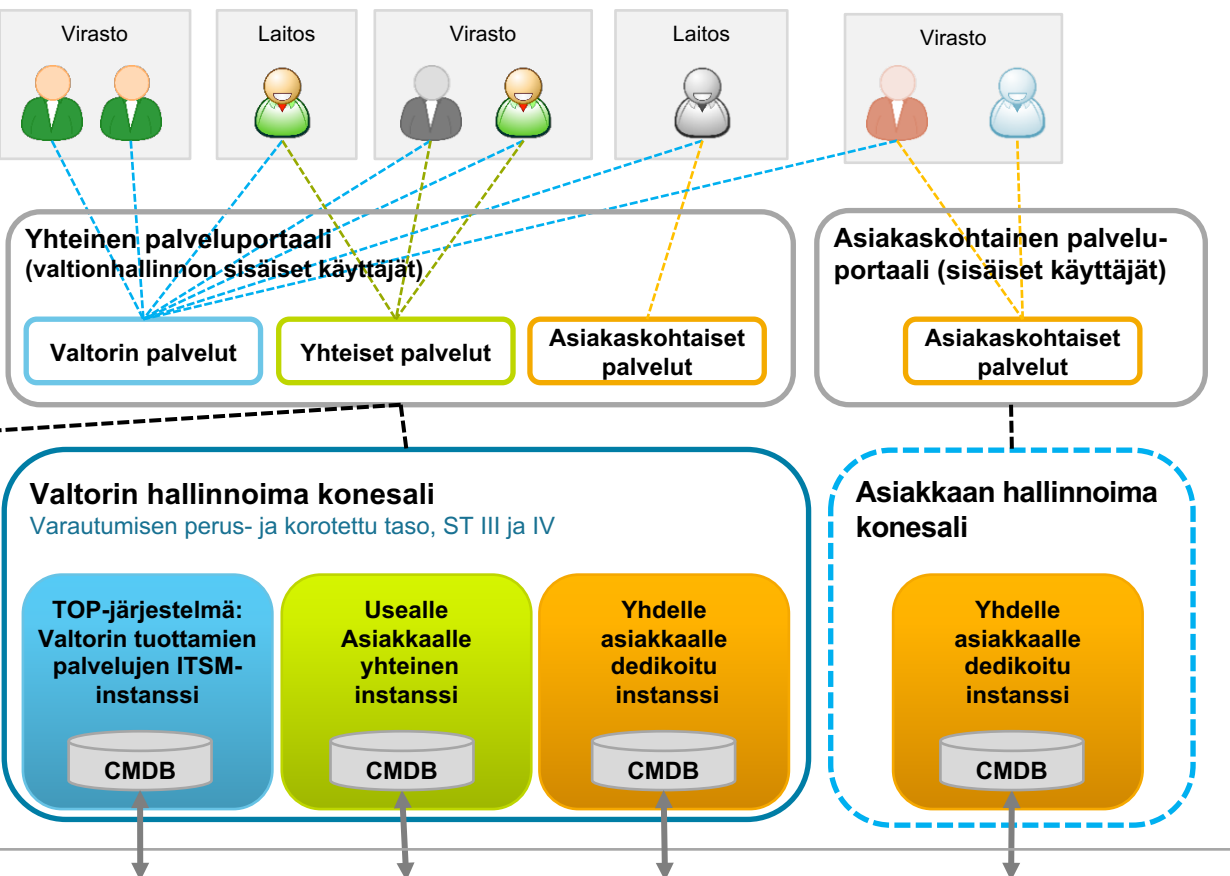 Virasto
Laitos
Virasto
Laitos
Virasto
Yhteinen palveluportaali
(valtionhallinnon sisäiset käyttäjät)
Valtorin palvelut
Yhteiset palvelut
Asiakaskohtaiset
palvelut
Asiakaskohtainen palvelu-
portaali (sisäiset käyttäjät)
Asiakaskohtaiset
palvelut
Valtorin hallinnoima konesali
Varautumisen perus- ja korotettu taso, ST III ja IV
TOP-järjestelmä:
Valtorin tuottamien
palvelujen ITSM-
instanssi
CMDB
Usealle
Asiakkaalle
yhteinen
instanssi
CMDB
Yhdelle
asiakkaalle
dedikoitu
instanssi
CMDB
Asiakkaan hallinnoima
konesali
Yhdelle
asiakkaalle
dedikoitu
instanssi
CMDB